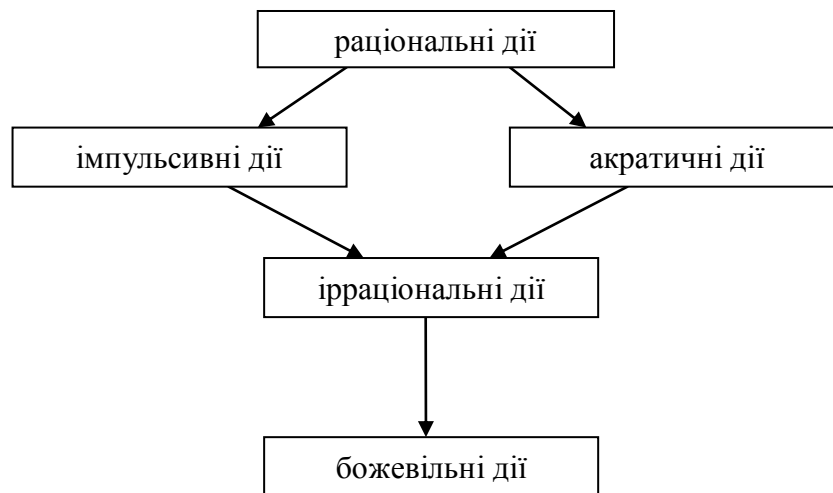 раціональні дії
імпульсивні дії
акратичні дії
ірраціональні дії
божевільні дії